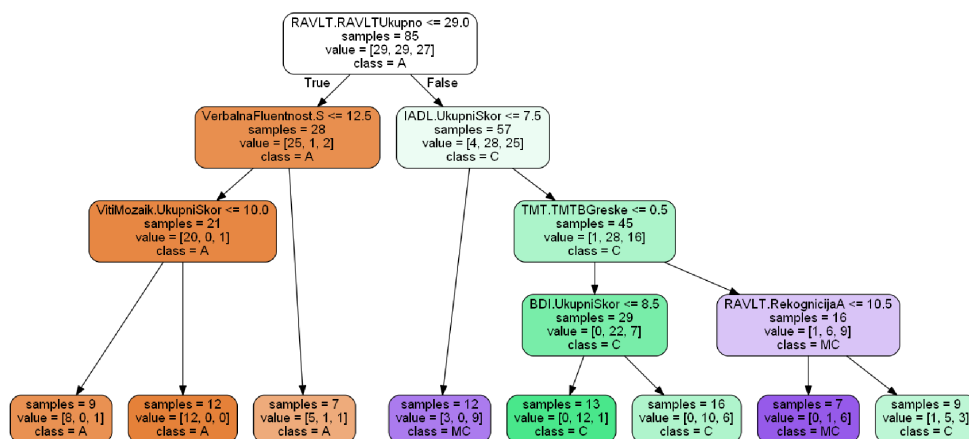 RAVLT.RAVLTUkupno <= 29.0
samples = 85
value = [29, 29, 27]
class = A
True
False
VerbalnaFluentnost.S <= 12.5
samples = 28
value = [25, 1, 2]
class = A
IADL.UkupniSkor <= 7.5
samples = 57
value = [4, 28, 25]
class = C
VitiMozaik.UkupniSkor <= 10.0
samples = 21
value = [20, 0, 1]
class = A
TMT.TMTBGreske <= 0.5
samples = 45
value = [1, 28, 16]
class = C
BDI.UkupniSkor <= 8.5
samples = 29
value = [0, 22, 7]
class = C
RAVLT.RekognicijaA <= 10.5
samples = 16
value = [1, 6, 9]
class = MC
samples = 9
value = [8, 0, 1]
class = A
samples = 12
value = [12, 0, 0]
class = A
samples = 7
value = [5, 1, 1]
class = A
samples = 12
value = [3, 0, 9]
class = MC
samples = 13
value = [0, 12, 1]
class = C
samples = 16
value = [0, 10, 6]
class = C
samples = 7
value = [0, 1, 6]
class = MC
samples = 9
value = [1, 5, 3]
class = C